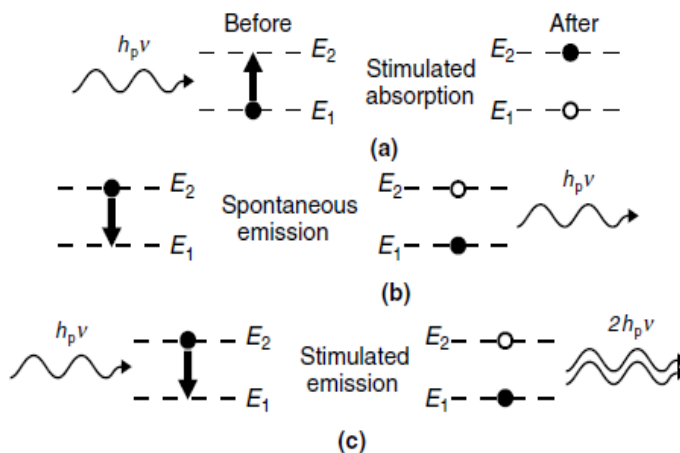 Before After
hₚν E₂ Stimulated absorption E₂
E₁ E₁
(a)
E₂ Spontaneous emission E₂ hₚν
E₁ E₁
(b)
hₚν E₂ Stimulated emission E₂ 2hₚν
E₁ E₁
(c)